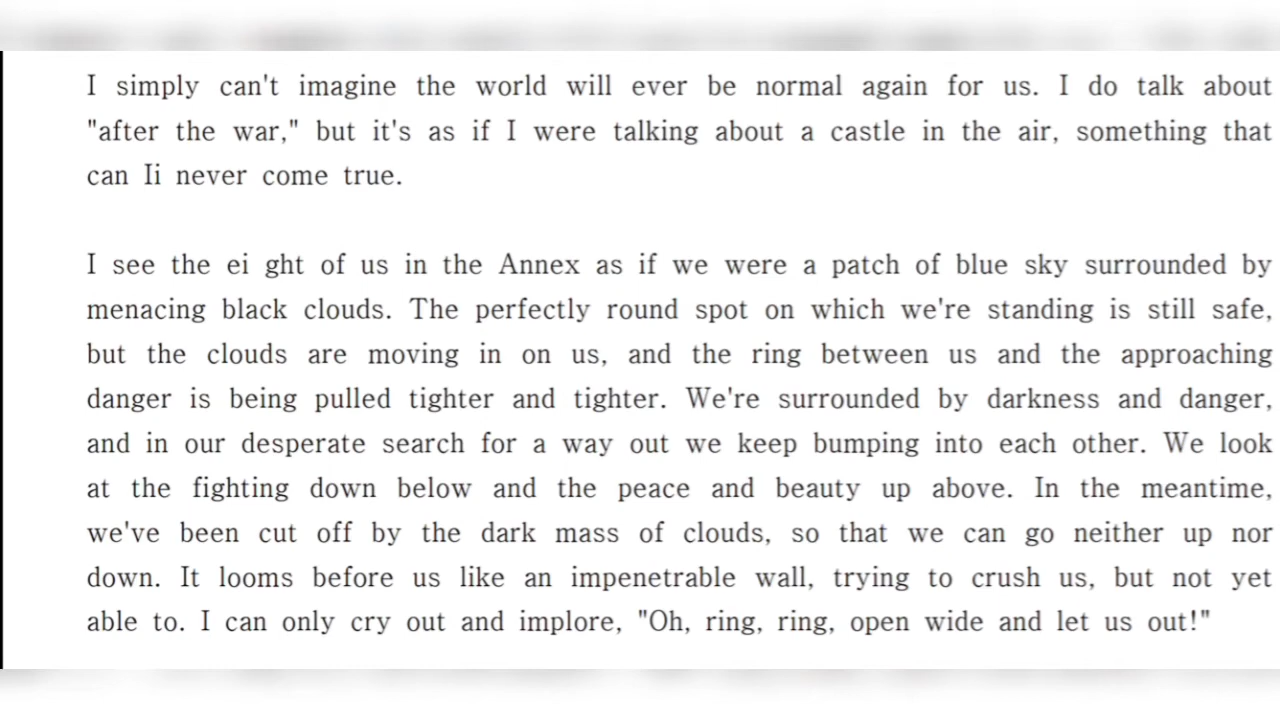 I simply can't imagine the world will ever be normal again for us. I do talk about
"after the war," but it's as if I were talking about a castle in the air, something that
can Ii never come true.
I see the ei ght of us in the Annex as if we were a patch of blue sky surrounded by
menacing black clouds. The perfectly round spot on which we're standing is still safe,
but the clouds are moving in on us, and the ring between us and the approaching
danger is being pulled tighter and tighter. We're surrounded by darkness and danger,
and in our desperate search for a way out we keep bumping into each other. We look
at the fighting down below and the peace and beauty up above. In the meantime,
we've been cut off by the dark mass of clouds, so that we can go neither up nor
down. It looms before us like an impenetrable wall, trying to crush us, but not yet
able to. I can only cry out and implore, "Oh, ring, ring, open wide and let us out!"